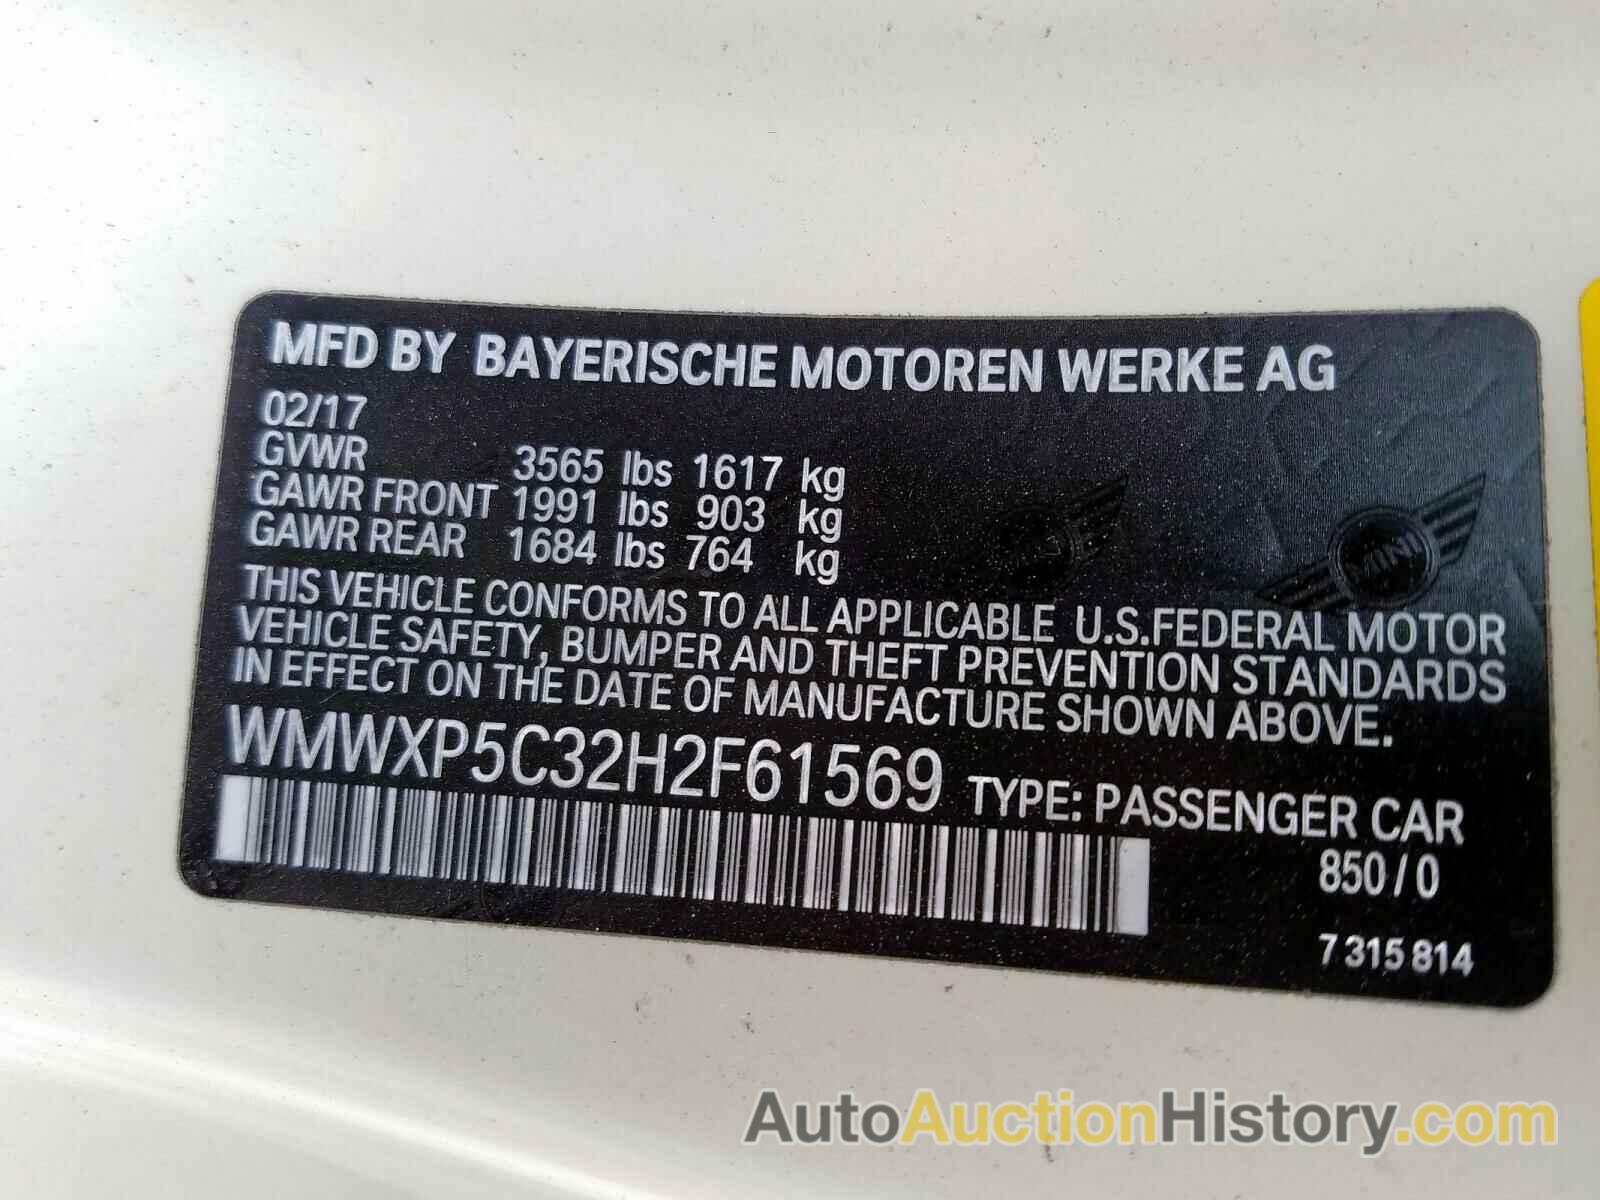 MFD BY BAYERISCHE MOTOREN WERKE AG
02/17
GVWR 3565 lbs 1617 kg
GAWR FRONT 1991 lbs 903 kg
GAWR REAR 1684 lbs 764 kg
MINI
THIS VEHICLE CONFORMS TO ALL APPLICABLE U.S.FEDERAL MOTOR
VEHICLE SAFETY, BUMPER AND THEFT PREVENTION STANDARDS
IN EFFECT ON THE DATE OF MANUFACTURE SHOWN ABOVE.
WMWXP5C32H2F61569 TYPE: PASSENGER CAR
850/0
7 315 814
AutoAuctionHistory.com